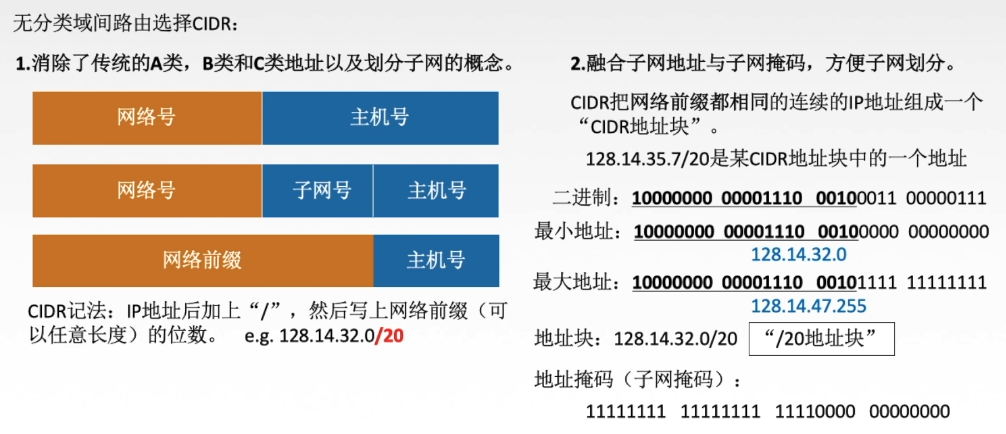 无分类域间路由选择CIDR：
1.消除了传统的A类，B类和C类地址以及划分子网的概念。
网络号 主机号
网络号 子网号 主机号
网络前缀 主机号
CIDR记法：IP地址后加上“/”，然后写上网络前缀（可
以任意长度）的位数。 e.g. 128.14.32.0/20
2.融合子网地址与子网掩码，方便子网划分。
CIDR把网络前缀都相同的连续的IP地址组成一个
“CIDR地址块”。
128.14.35.7/20是某CIDR地址块中的一个地址
二进制：10000000 00001110 00100011 00000111
最小地址：10000000 00001110 00100000 00000000
128.14.32.0
最大地址：10000000 00001110 00101111 11111111
128.14.47.255
地址块：128.14.32.0/20 “/20地址块”
地址掩码（子网掩码）：
11111111 11111111 11110000 00000000